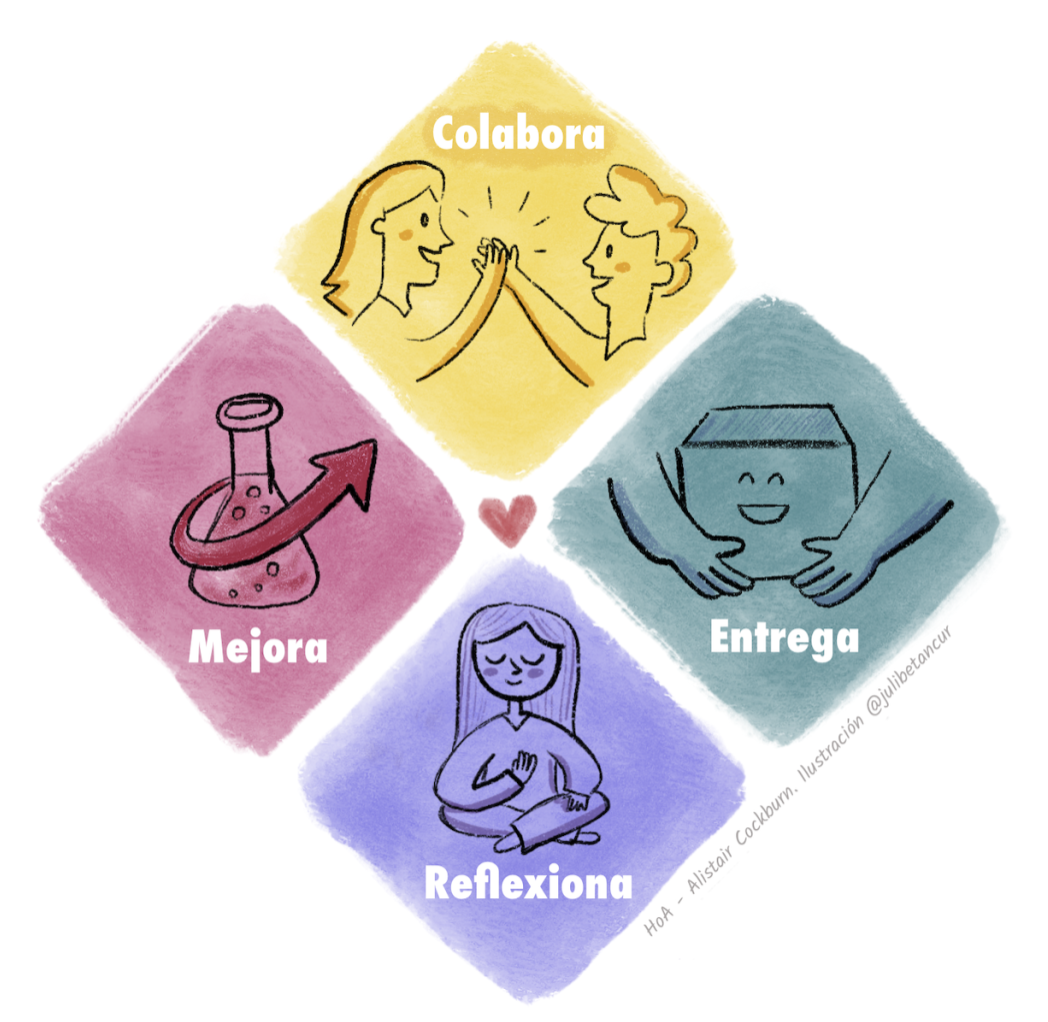 Colabora
Mejora
Entrega
Reflexiona
HoA - Alistair Cockburn. Ilustración @julibetancur